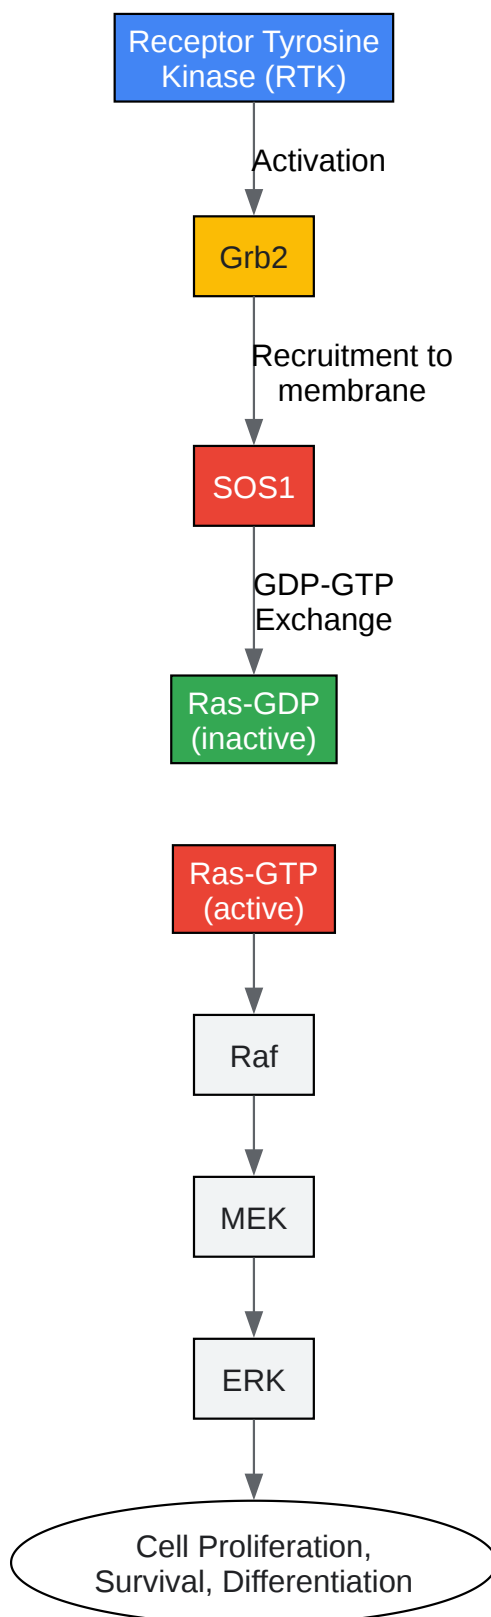 Receptor Tyrosine
Kinase (RTK)
Activation
Grb2
Recruitment to
membrane
SOS1
GDP-GTP
Exchange
Ras-GDP
(inactive)
Ras-GTP
(active)
Raf
MEK
ERK
Cell Proliferation,
Survival, Differentiation